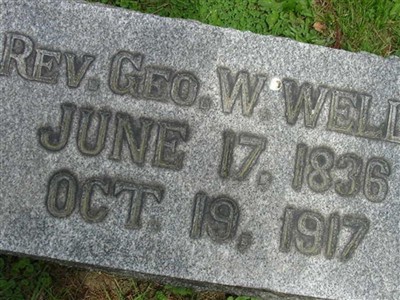 Rev. Geo. W. Well
June 17, 1836
Oct. 19, 1917